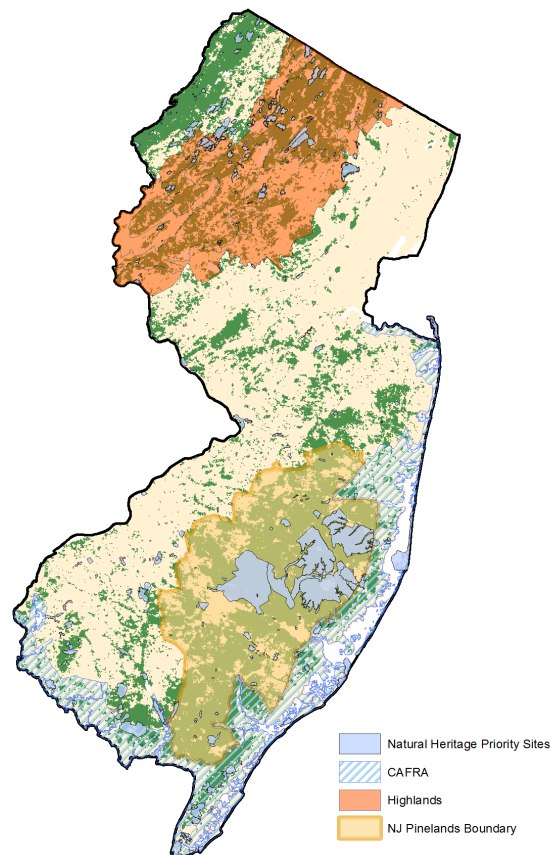 Natural Heritage Priority Sites
CAFRA
Highlands
NJ Pinelands Boundary